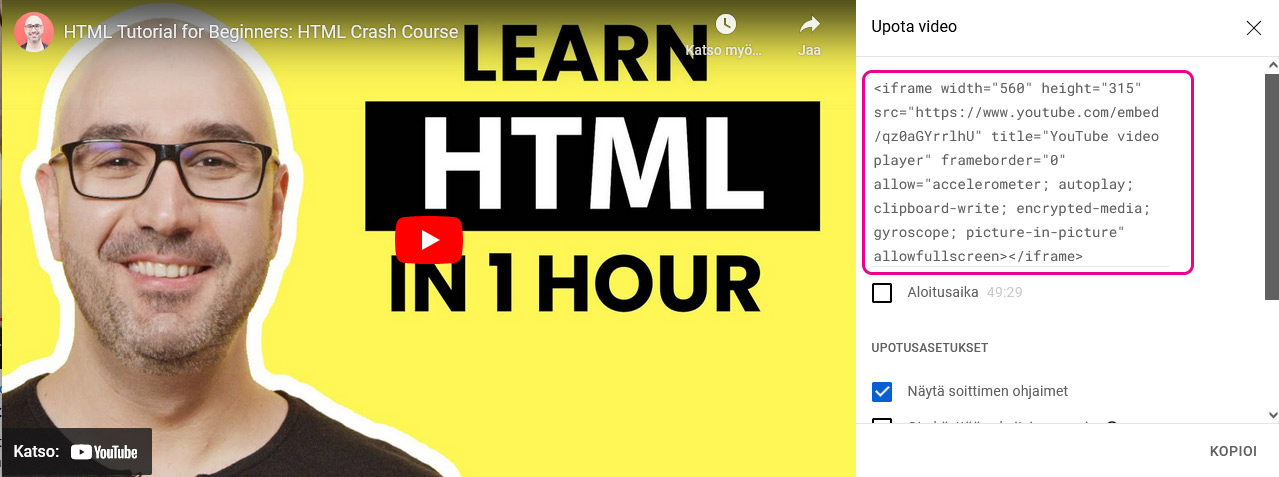 HTML Tutorial for Beginners: HTML Crash Course
Katso myö...
Jaa
LEARN
HTML
IN 1 HOUR
Katso: YouTube
Upota video
<iframe width="560" height="315"
src="https://www.youtube.com/embed
/qz0aGYrrlhU" title="YouTube video
player" frameborder="0"
allow="accelerometer; autoplay;
clipboard-write; encrypted-media;
gyroscope; picture-in-picture"
allowfullscreen></iframe>
Aloitusaika 49:29
UPOTUSASETUKSET
Näytä soittimen ohjaimet
KOPIOI